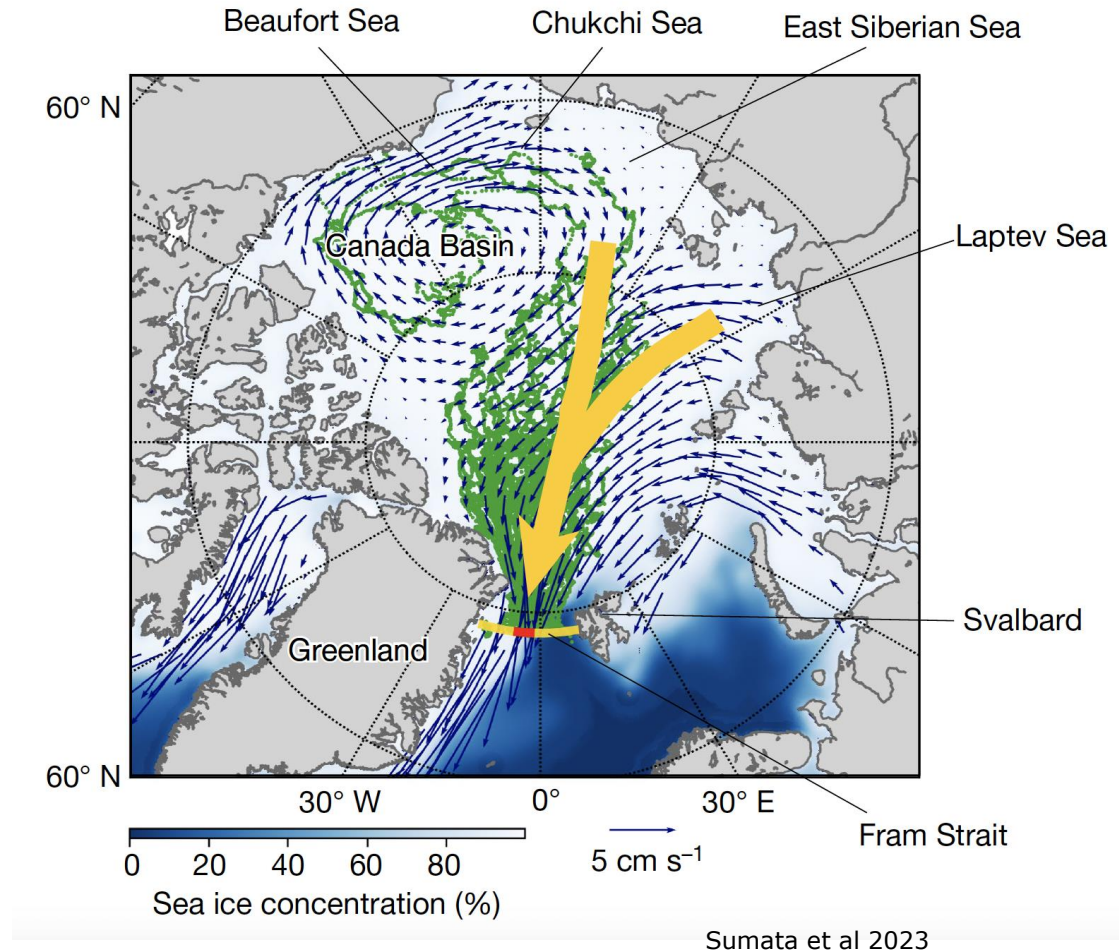 Beaufort Sea
Chukchi Sea
East Siberian Sea
60° N
Canada Basin
Laptev Sea
Svalbard
Greenland
60° N
30° W
0°
30° E
Fram Strait
0 20 40 60 80
5 cm s⁻¹
Sea ice concentration (%)
Sumata et al 2023